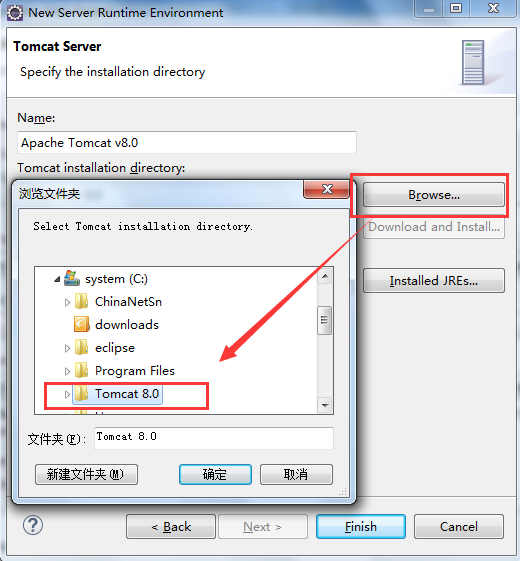 New Server Runtime Environment
Tomcat Server
Specify the installation directory
Name:
Apache Tomcat v8.0
Tomcat installation directory:
浏览文件夹
Browse...
Select Tomcat installation directory.
Download and Install...
system (C:)
Installed JREs...
ChinaNetSn
downloads
eclipse
Program Files
Tomcat 8.0
文件夹(F):
Tomcat 8.0
新建文件夹(M)
确定
取消
?
< Back
Next >
Finish
Cancel